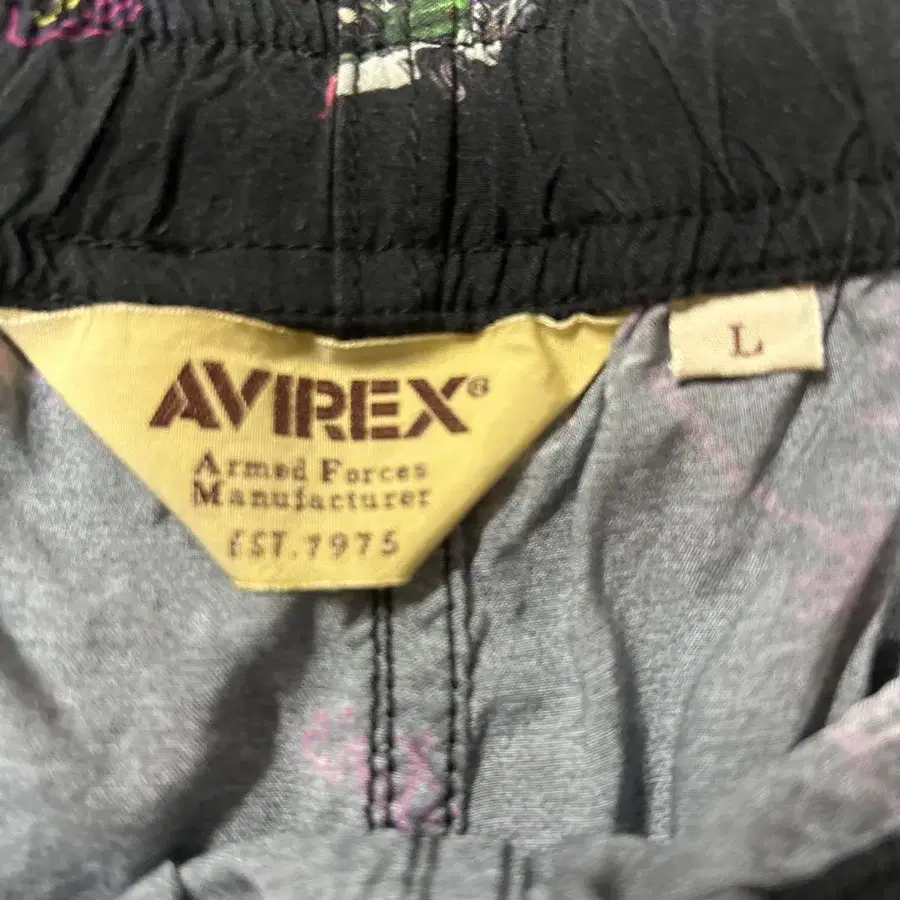 AVIREX®
Armed Forces
Manufacturer
EST.1975
L